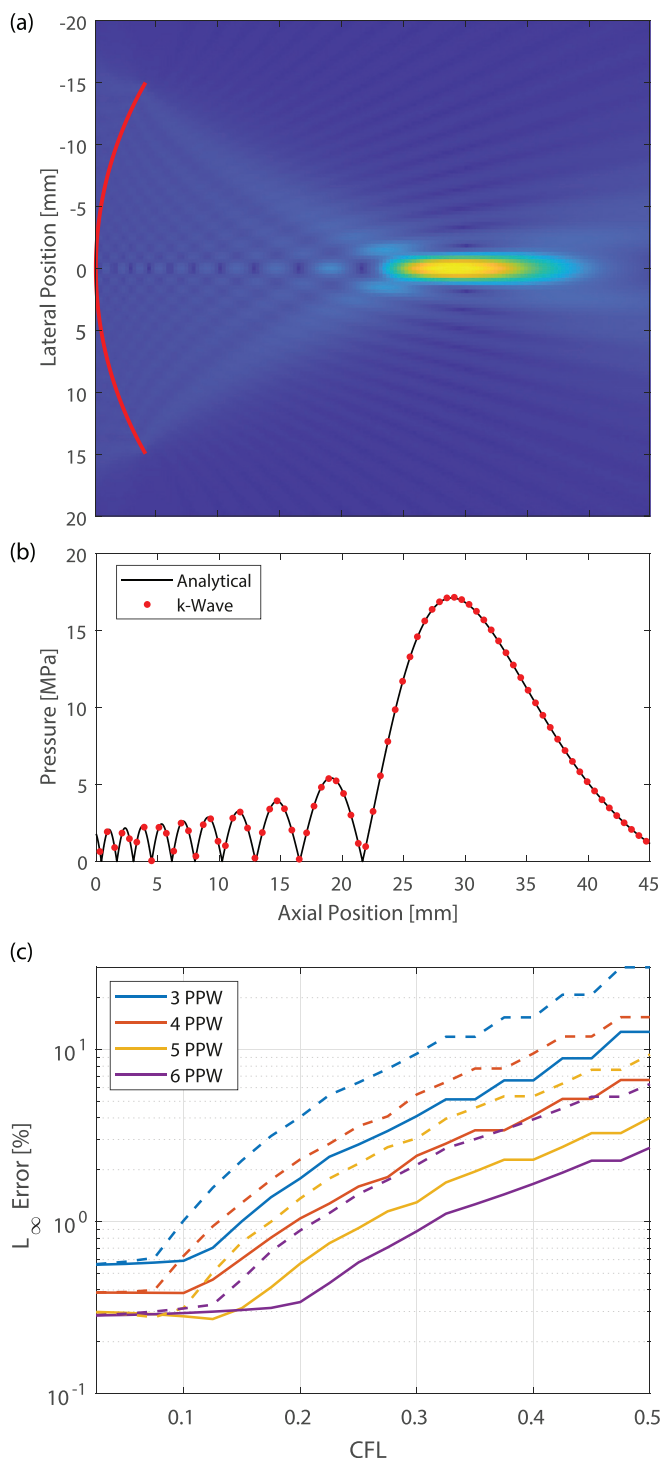 (a)
-20
-15
-10
-5
0
5
10
15
20
Lateral Position [mm]
(b)
20
15
10
5
0
Pressure [MPa]
Analytical
k-Wave
0 5 10 15 20 25 30 35 40 45
Axial Position [mm]
(c)
3 PPW
4 PPW
5 PPW
6 PPW
10^1
10^0
10^-1
L∞ Error [%]
0.1 0.2 0.3 0.4 0.5
CFL